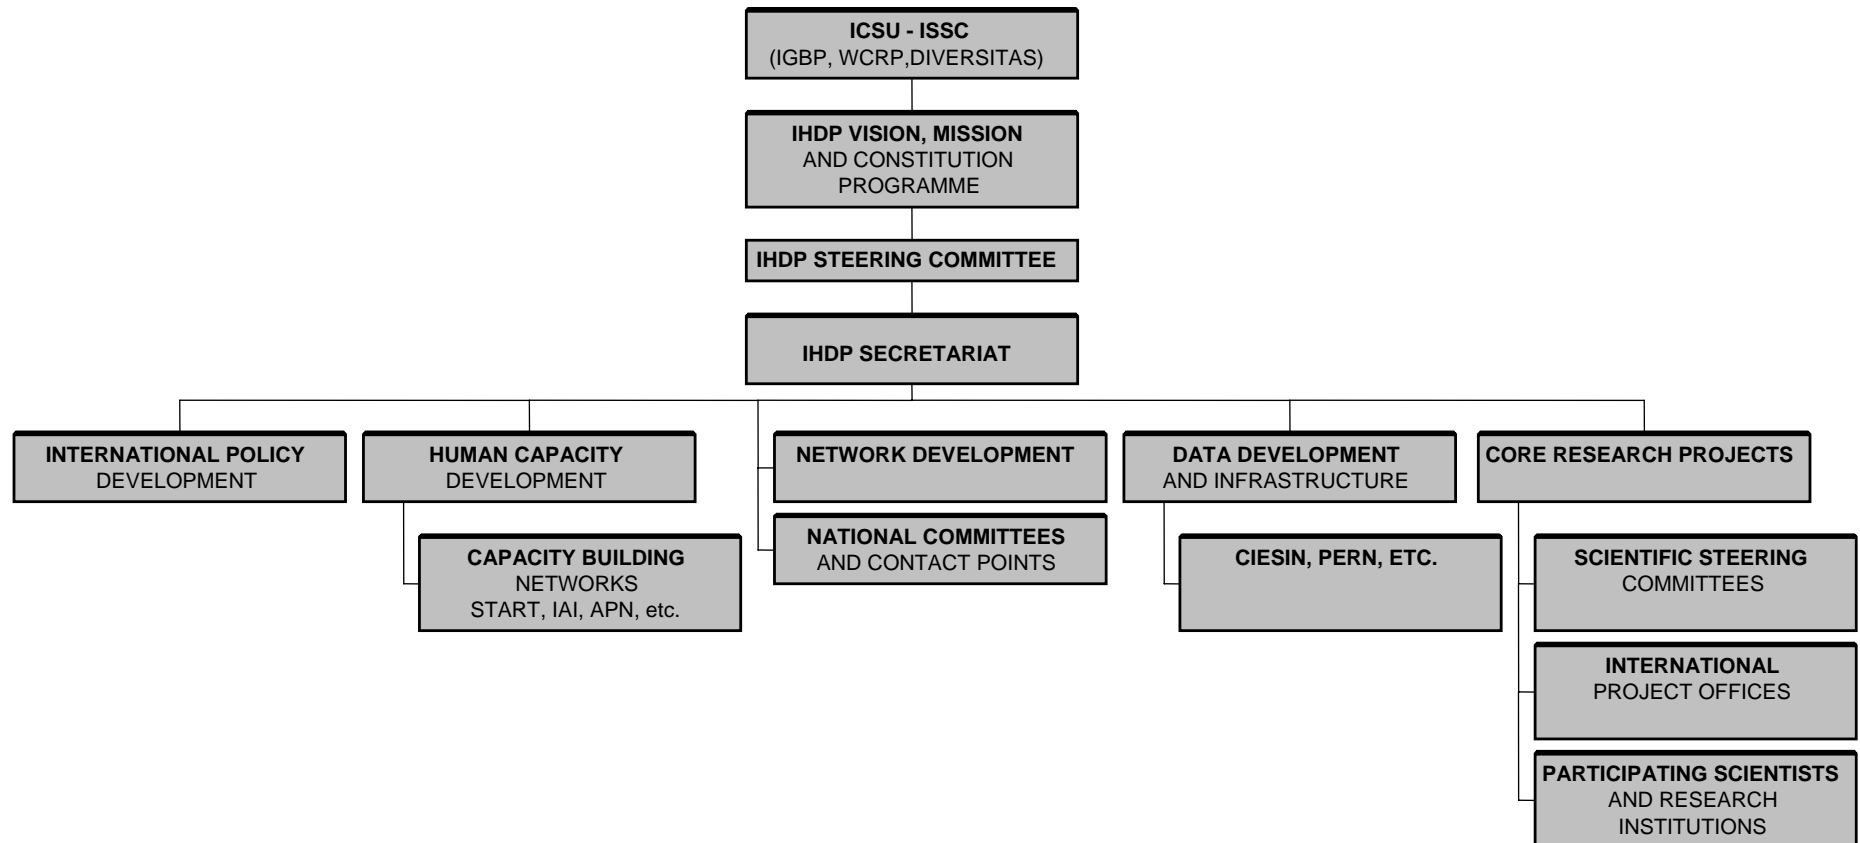 ICSU - ISSC
(IGBP, WCRP,DIVERSITAS)
IHDP VISION, MISSION
AND CONSTITUTION
PROGRAMME
IHDP STEERING COMMITTEE
IHDP SECRETARIAT
INTERNATIONAL POLICY
DEVELOPMENT
HUMAN CAPACITY
DEVELOPMENT
CAPACITY BUILDING
NETWORKS
START, IAI, APN, etc.
NETWORK DEVELOPMENT
NATIONAL COMMITTEES
AND CONTACT POINTS
DATA DEVELOPMENT
AND INFRASTRUCTURE
CIESIN, PERN, ETC.
CORE RESEARCH PROJECTS
SCIENTIFIC STEERING
COMMITTEES
INTERNATIONAL
PROJECT OFFICES
PARTICIPATING SCIENTISTS
AND RESEARCH
INSTITUTIONS